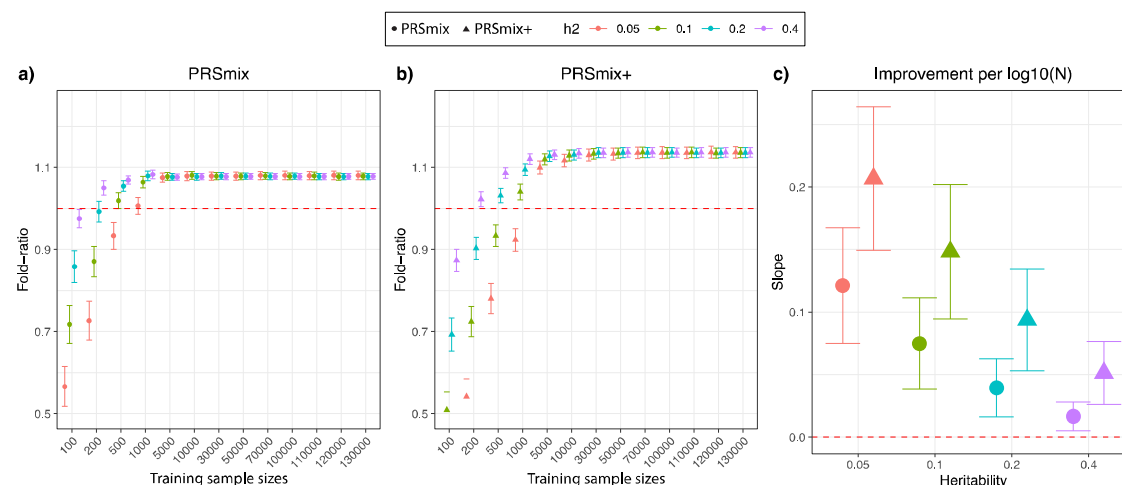 PRSmix PRSmix+ h2 0.05 0.1 0.2 0.4
a) PRSmix
Fold−ratio
1.1
0.9
0.7
0.5
100 200 500 1000 5000 10000 30000 50000 70000 100000 110000 120000 130000
Training sample sizes
b) PRSmix+
Fold−ratio
1.1
0.9
0.7
0.5
100 200 500 1000 5000 10000 30000 50000 70000 100000 110000 120000 130000
Training sample sizes
c) Improvement per log10(N)
Slope
0.2
0.1
0.0
0.05 0.1 0.2 0.4
Heritability